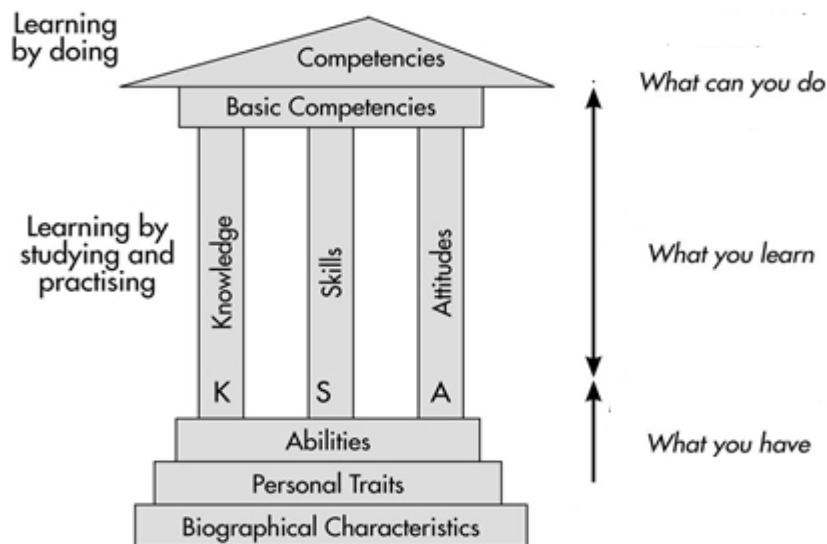 Learning
by doing
Competencies
What can you do
Basic Competencies
Learning by
studying and
practising
Knowledge
Skills
Attitudes
What you learn
K
S
A
Abilities
What you have
Personal Traits
Biographical Characteristics